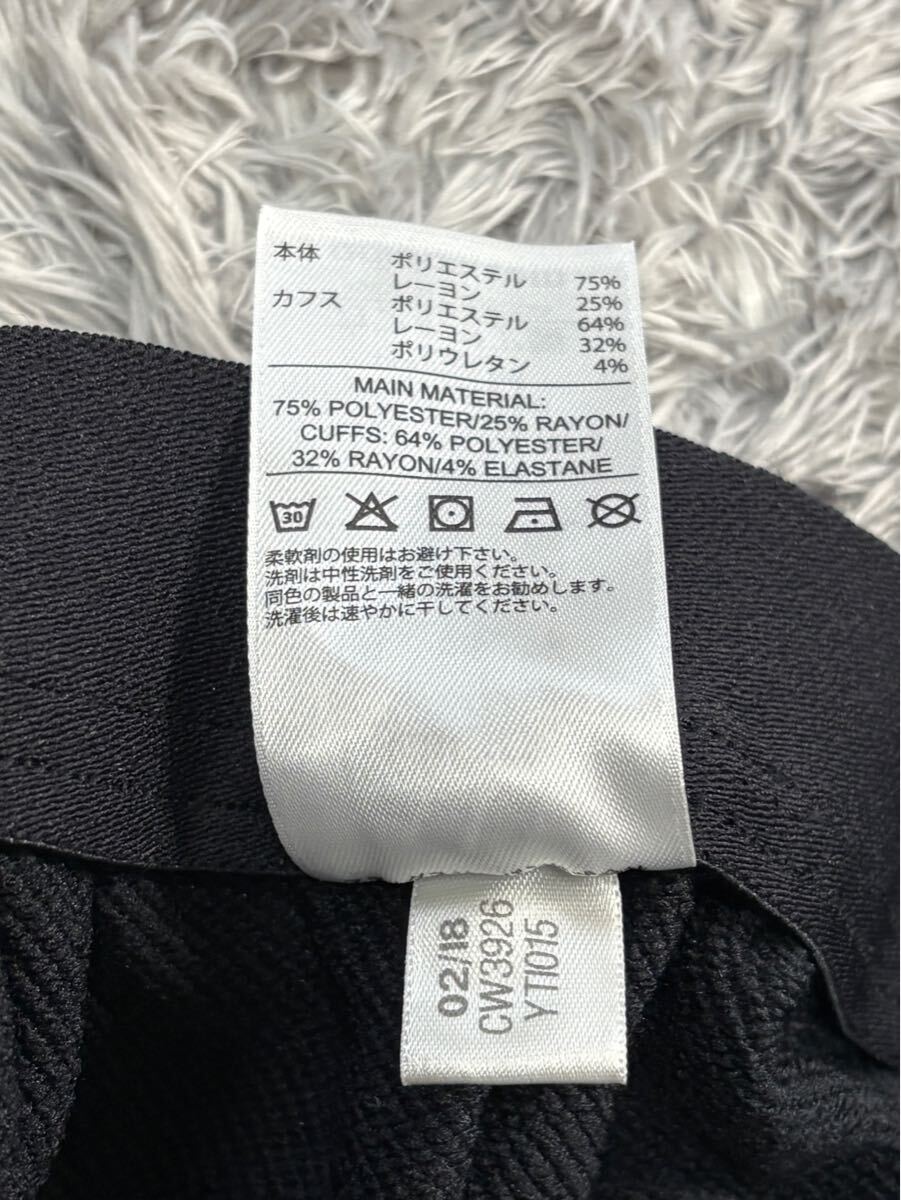 本体 ポリエステル 75%
レーヨン 25%
カフス ポリエステル 64%
レーヨン 32%
ポリウレタン 4%
MAIN MATERIAL:
75% POLYESTER/25% RAYON/
CUFFS: 64% POLYESTER/
32% RAYON/4% ELASTANE
30
柔軟剤の使用はお避け下さい。
洗剤は中性洗剤をご使用ください。
同色の製品と一緒の洗濯をお勧めします。
洗濯後は速やかに干してください。
02/18
CW3926
YTI015